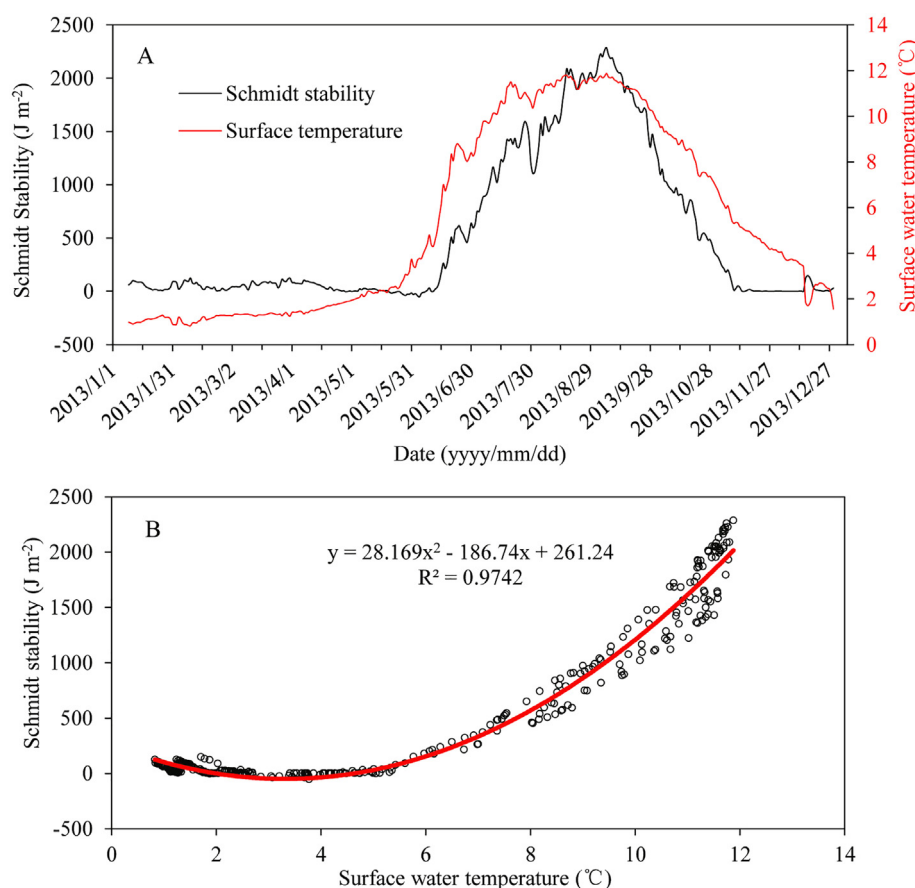 A
Schmidt stability
Surface temperature
Schmidt Stability (J m⁻²)
2500
2000
1500
1000
500
0
-500
Surface water temperature (℃)
14
12
10
8
6
4
2
0
2013/1/1
2013/1/31
2013/3/2
2013/4/1
2013/5/1
2013/5/31
2013/6/30
2013/7/30
2013/8/29
2013/9/28
2013/10/28
2013/11/27
2013/12/27
Date (yyyy/mm/dd)
B
y = 28.169x² - 186.74x + 261.24
R² = 0.9742
Schmidt stability (J m⁻²)
2500
2000
1500
1000
500
0
-500
0 2 4 6 8 10 12 14
Surface water temperature (℃)